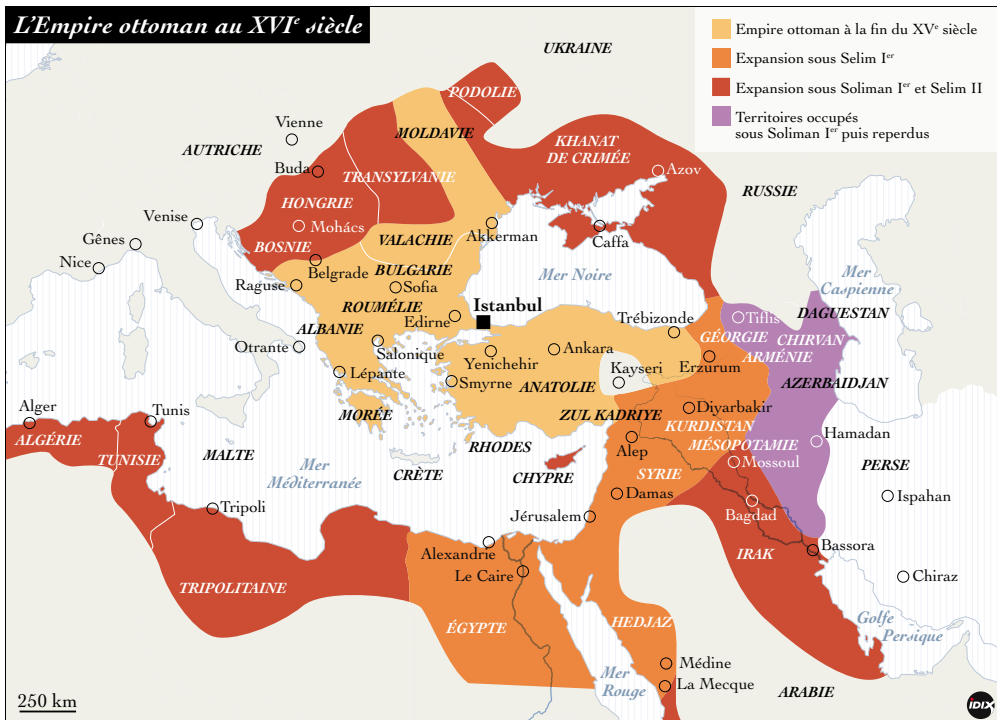 L'Empire ottoman au XVIe siècle
Empire ottoman à la fin du XVe siècle
Expansion sous Selim Ier
Expansion sous Soliman Ier et Selim II
Territoires occupés
sous Soliman Ier puis reperdus
UKRAINE
PODOLIE
Vienne
MOLDAVIE
AUTRICHE
KHANAT
DE CRIMÉE
Buda
TRANSYLVANIE
Azov
RUSSIE
HONGRIE
Venise
Mohács
Gênes
BOSNIE
VALACHIE
Akkerman
Caffa
Nice
Belgrade
BULGARIE
Mer Noire
Mer
Caspienne
Raguse
Sofia
ROUMÉLIE
Istanbul
DAGUESTAN
Edirne
Trébizonde
Tiflis
ALBANIE
GÉORGIE
CHIRVAN
Otrante
Salonique
Yenichehir
Ankara
ARMÉNIE
Erzurum
Lépante
Smyrne
Kayseri
ANATOLIE
AZERBAIDJAN
Alger
Tunis
MORÉE
ZUL KADRIYE
Diyarbakir
KURDISTAN
ALGÉRIE
Alep
MÉSOPOTAMIE
Hamadan
TUNISIE
MALTE
RHODES
Mossoul
PERSE
Mer
Méditerranée
CRÈTE
CHYPRE
SYRIE
Damas
Bagdad
Ispahan
Tripoli
Jérusalem
Alexandrie
IRAK
Bassora
Le Caire
Chiraz
TRIPOLITAINE
ÉGYPTE
HEDJAZ
Golfe
Persique
Médine
Mer
Rouge
La Mecque
ARABIE
250 km
iDiX